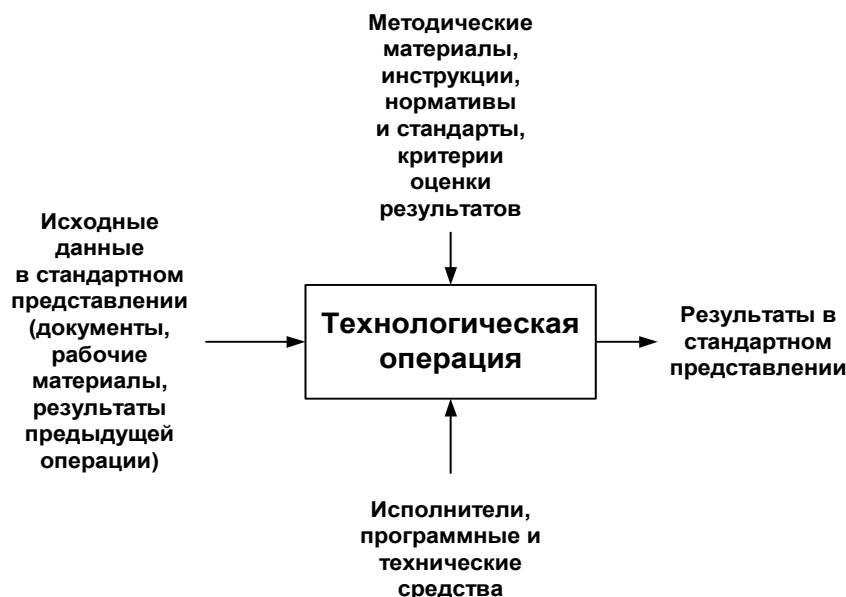 Методические
материалы,
инструкции,
нормативы
и стандарты,
критерии
оценки
результатов
Исходные
данные
в стандартном
представлении
(документы,
рабочие
материалы,
результаты
предыдущей
операции)
Технологическая
операция
Результаты в
стандартном
представлении
Исполнители,
программные и
технические
средства